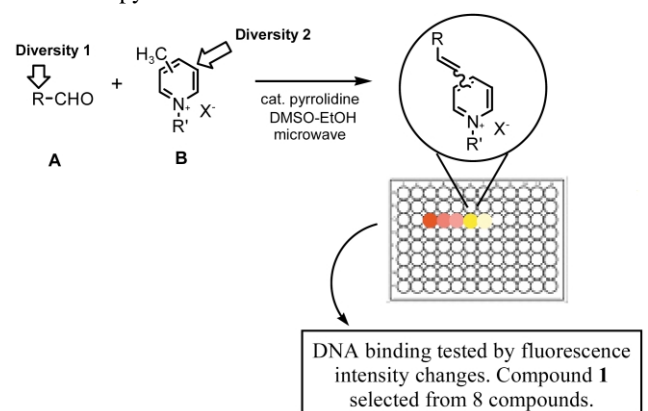 Diversity 1
Diversity 2
R-CHO
+
H₃C
N⁺
R'
X⁻
A
B
cat. pyrrolidine
DMSO-EtOH
microwave
R
N⁺
R'
X⁻
DNA binding tested by fluorescence
intensity changes. Compound 1
selected from 8 compounds.